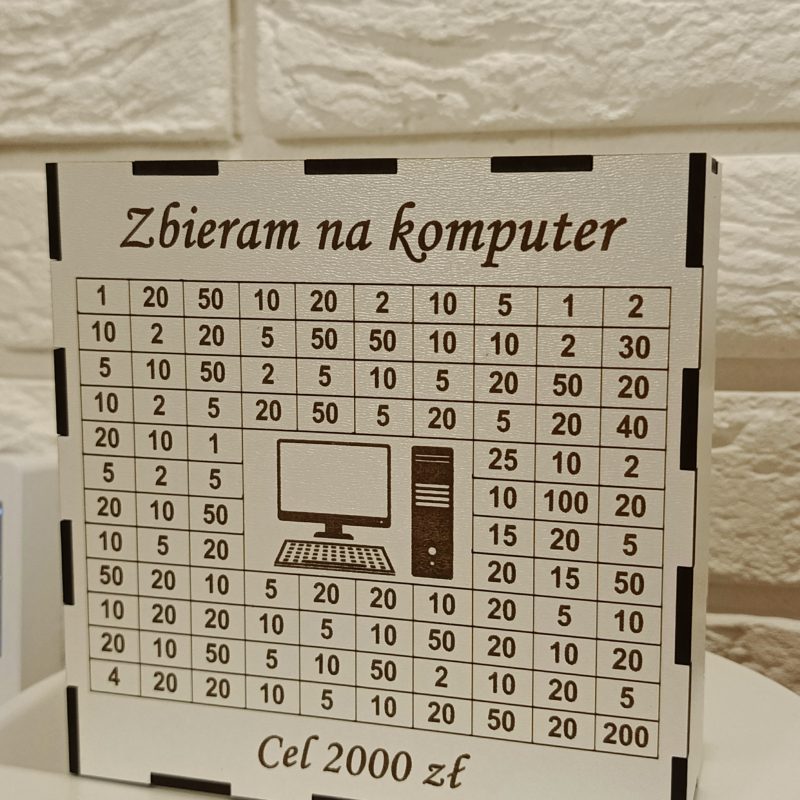 Zbieram na komputer
1 20 50 10 20 2 10 5 1 2
10 2 20 5 50 50 10 10 2 30
5 10 50 2 5 10 5 20 50 20
10 2 5 20 50 5 20 5 20 40
20 10 1 25 10 2
5 2 5 10 100 20
20 10 50 15 20 5
10 5 20 20 15 50
50 20 10 5 20 20 10 20 5 10
10 20 20 10 5 10 50 20 10 20
20 10 50 5 10 50 2 10 20 5
4 20 20 10 5 10 20 50 20 200
Cel 2000 zł